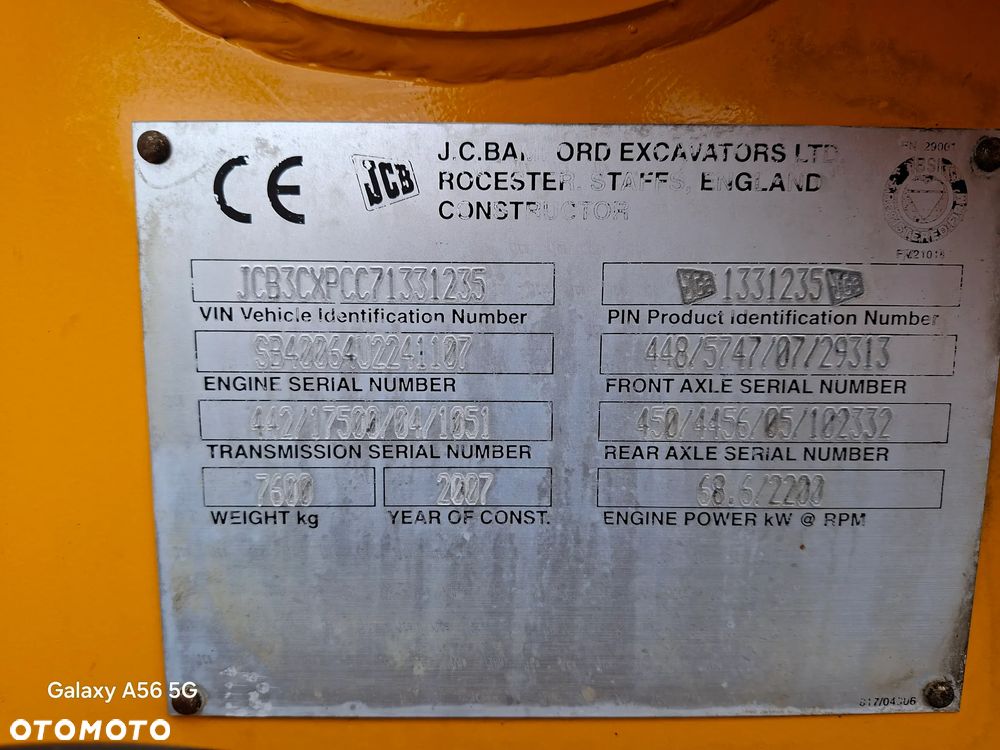 CE
JCB
J.C.BAMFORD EXCAVATORS LTD.
ROCESTER, STAFFS, ENGLAND
CONSTRUCTOR
BSI
REGISTERED
JCB3CXPCC71331235
VIN Vehicle Identification Number
JCB 1331235 JCB
PIN Product Identification Number
SB40064U2241107
ENGINE SERIAL NUMBER
448/5747/07/29313
FRONT AXLE SERIAL NUMBER
442/17500/04/1051
TRANSMISSION SERIAL NUMBER
450/4456/05/102332
REAR AXLE SERIAL NUMBER
7600
WEIGHT kg
2007
YEAR OF CONST.
68.6/2200
ENGINE POWER kW @ RPM
Galaxy A56 5G
OTOMOTO